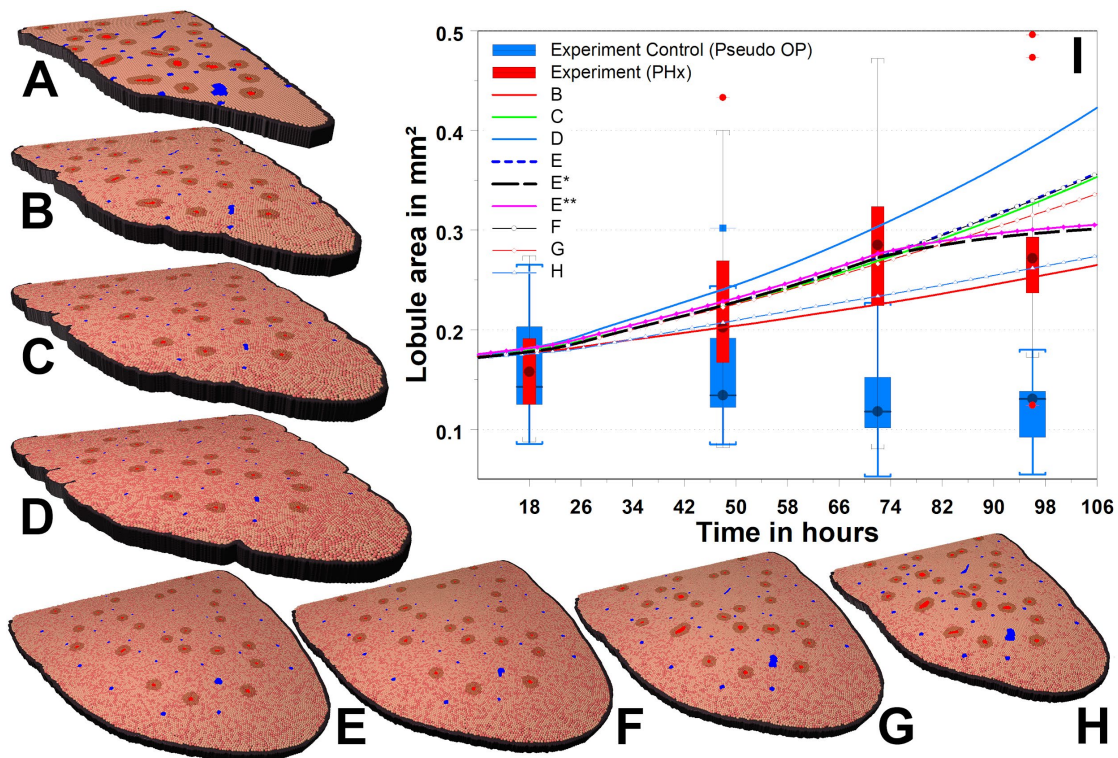 A
B
C
D
E
F
G
H
I
Lobule area in mm²
0.5
0.4
0.3
0.2
0.1
Experiment Control (Pseudo OP)
Experiment (PHx)
B
C
D
E
E*
E**
F
G
H
18 26 34 42 50 58 66 74 82 90 98 106
Time in hours